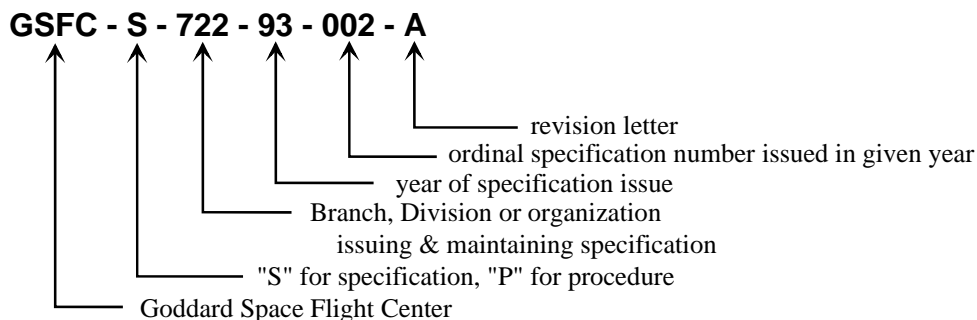 GSFC - S - 722 - 93 - 002 - A
revision letter
ordinal specification number issued in given year
year of specification issue
Branch, Division or organization
issuing & maintaining specification
"S" for specification, "P" for procedure
Goddard Space Flight Center